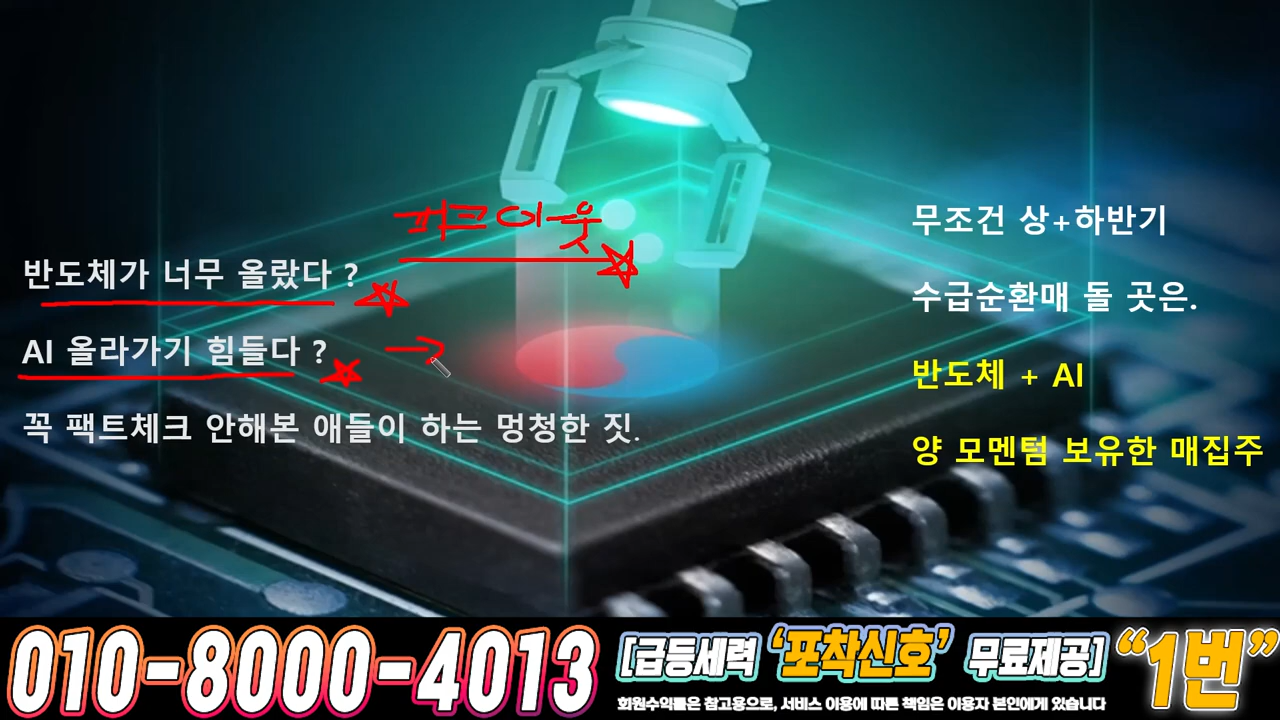 반도체가 너무 올랐다 ?
AI 올라가기 힘들다 ?
꼭 팩트체크 안해본 애들이 하는 멍청한 짓.
무조건 상+하반기
수급순환매 돌 곳은.
반도체 + AI
양 모멘텀 보유한 매집주
010-8000-4013
[급등세력 ‘포착신호’ 무료제공] “1번”
회원수익률은 참고용으로, 서비스 이용에 따른 책임은 이용자 본인에게 있습니다